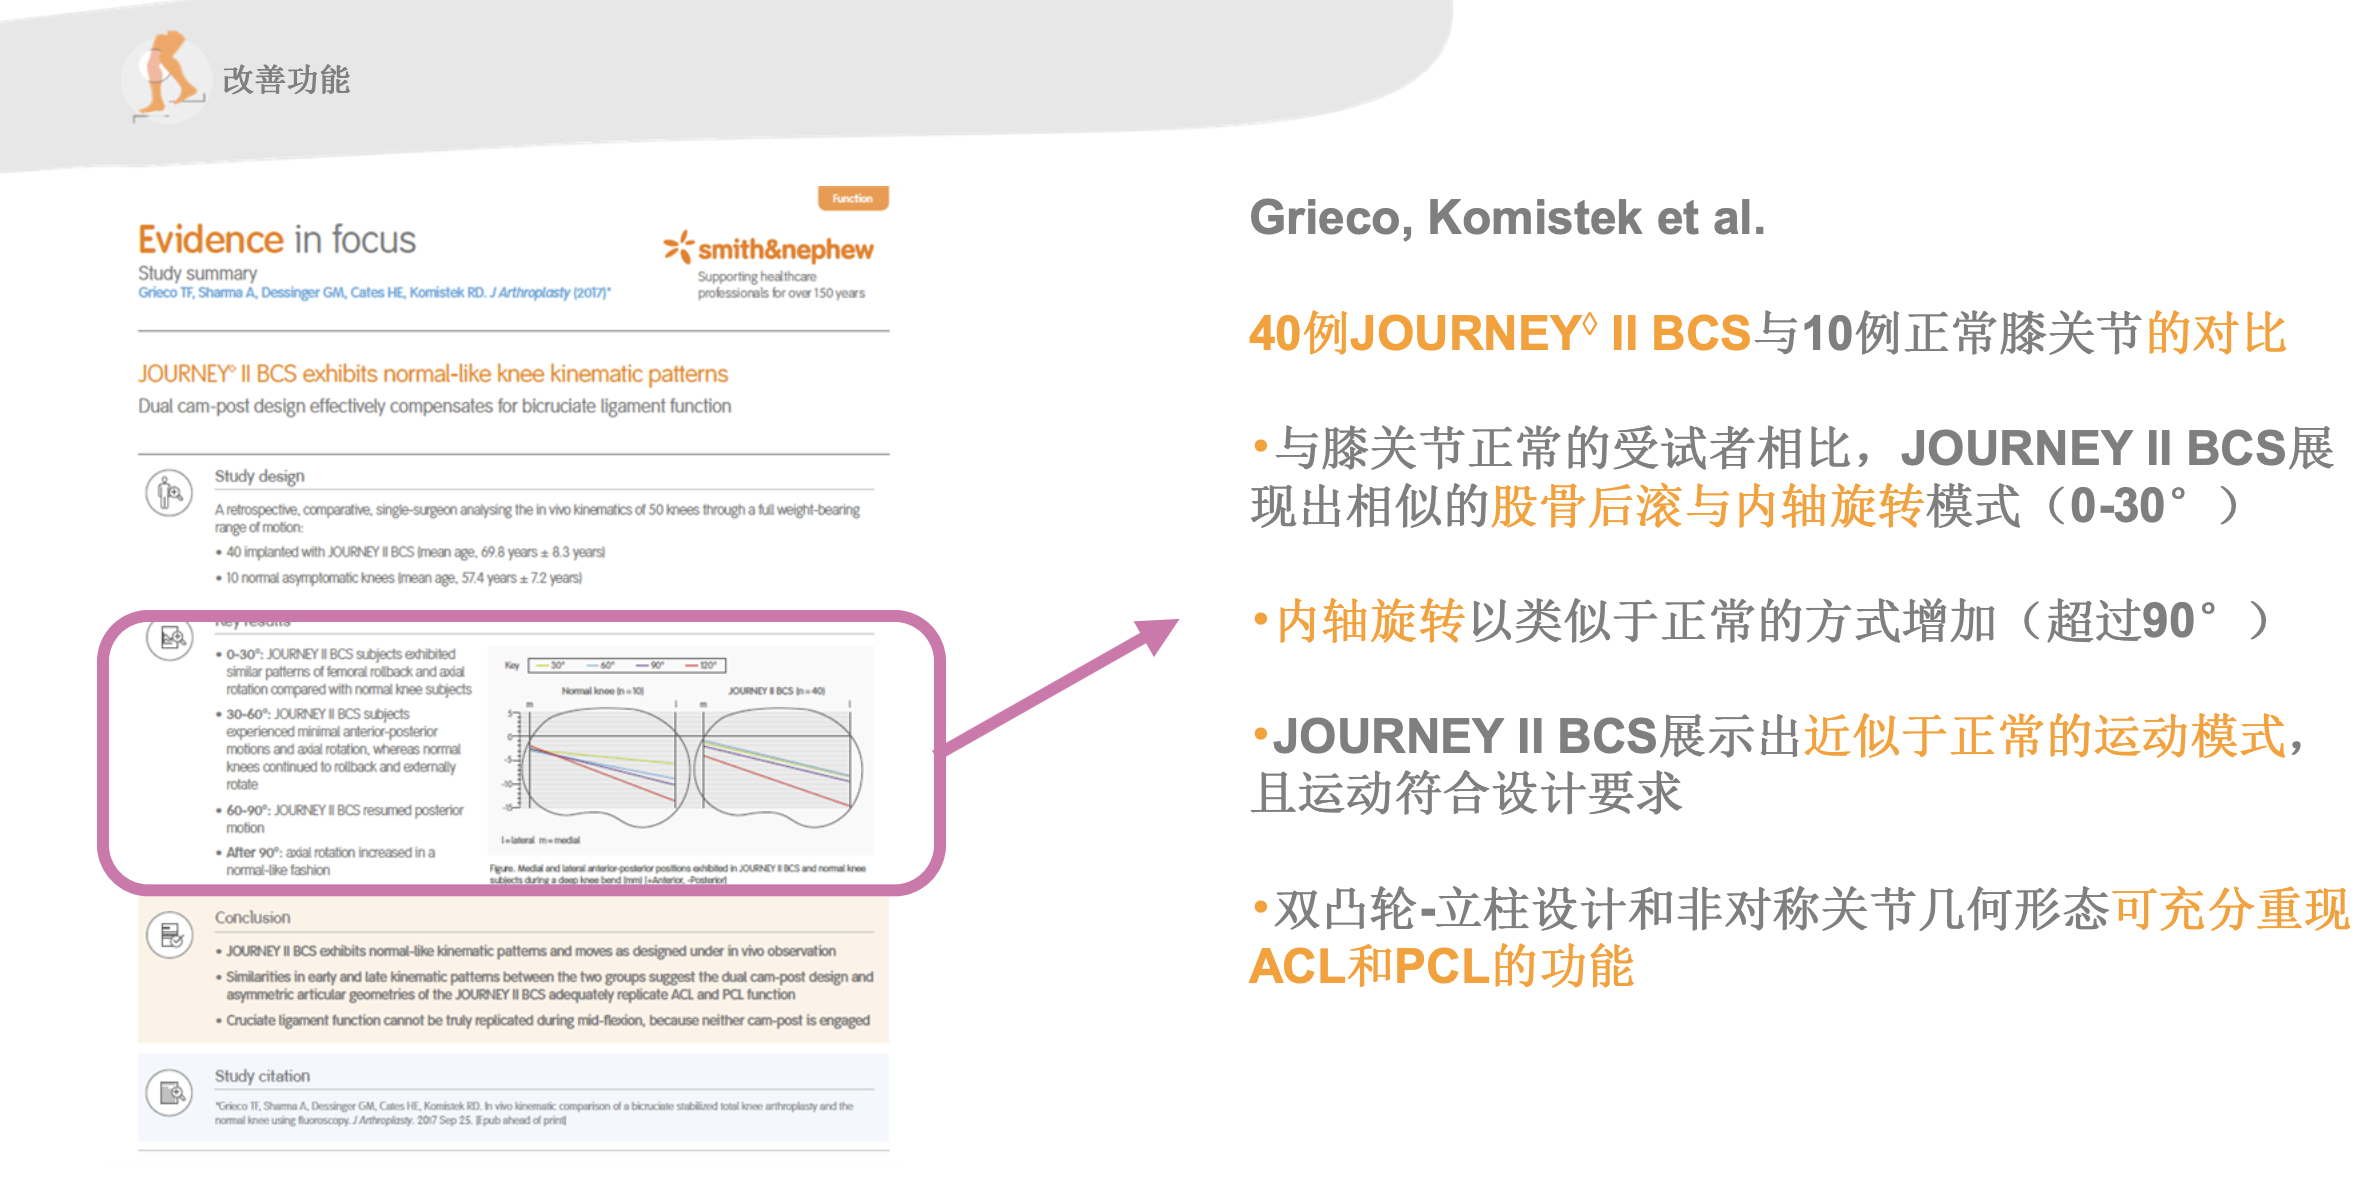 改善功能
Function
Evidence in focus
smith&nephew
Study summary
Supporting healthcare
Grieco TF, Sharma A, Dessinger GM, Cates HE, Komistek RD. J Arthroplasty (2017)*
professionals for over 150 years
JOURNEY◊ II BCS exhibits normal-like knee kinematic patterns
Dual cam-post design effectively compensates for bicruciate ligament function
Study design
A retrospective, comparative, single-surgeon analysing the in vivo kinematics of 50 knees through a full weight-bearing
range of motion:
• 40 implanted with JOURNEY II BCS (mean age, 69.8 years ± 8.3 years)
• 10 normal asymptomatic knees (mean age, 57.4 years ± 7.2 years)
Key results
• 0-30°: JOURNEY II BCS subjects exhibited
similar patterns of femoral rollback and axial
rotation compared with normal knee subjects
• 30-60°: JOURNEY II BCS subjects
experienced minimal anterior-posterior
motions and axial rotation, whereas normal
knees continued to rollback and externally
rotate
• 60-90°: JOURNEY II BCS resumed posterior
motion
• After 90°: axial rotation increased in a
normal-like fashion
Key 30° 60° 90° 120°
Normal knee (n=10) JOURNEY II BCS (n=40)
m l m l
5
0
-5
-10
-15
l=lateral m=medial
Figure. Medial and lateral anterior-posterior positions exhibited in JOURNEY II BCS and normal knee
subjects during a deep knee bend (mm) [+Anterior, -Posterior]
Conclusion
• JOURNEY II BCS exhibits normal-like kinematic patterns and moves as designed under in vivo observation
• Similarities in early and late kinematic patterns between the two groups suggest the dual cam-post design and
asymmetric articular geometries of the JOURNEY II BCS adequately replicate ACL and PCL function
• Cruciate ligament function cannot be truly replicated during mid-flexion, because neither cam-post is engaged
Study citation
*Grieco TF, Sharma A, Dessinger GM, Cates HE, Komistek RD. In vivo kinematic comparison of a bicruciate stabilized total knee arthroplasty and the
normal knee using fluoroscopy. J Arthroplasty. 2017 Sep 25. [Epub ahead of print]
Grieco, Komistek et al.
40例JOURNEY◊ II BCS与10例正常膝关节的对比
•与膝关节正常的受试者相比，JOURNEY II BCS展
现出相似的股骨后滚与内轴旋转模式（0-30°）
•内轴旋转以类似于正常的方式增加（超过90°）
•JOURNEY II BCS展示出近似于正常的运动模式，
且运动符合设计要求
•双凸轮-立柱设计和非对称关节几何形态可充分重现
ACL和PCL的功能